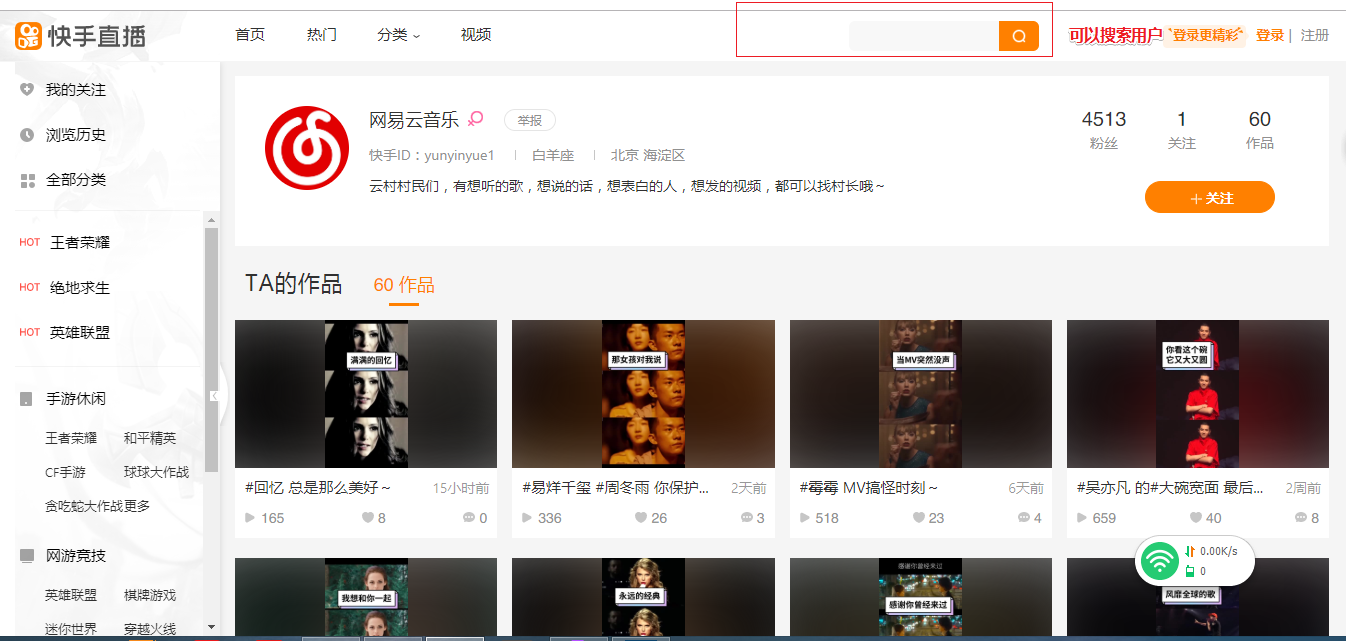 快手直播
首页 热门 分类 视频
可以搜索用户
登录更精彩 登录 | 注册
我的关注
浏览历史
全部分类
HOT 王者荣耀
HOT 绝地求生
HOT 英雄联盟
手游休闲
王者荣耀 和平精英
CF手游 球球大作战
贪吃蛇大作战更多
网游竞技
英雄联盟 棋牌游戏
迷你世界 穿越火线
网易云音乐 举报
快手ID：yunyinyue1 白羊座 北京 海淀区
云村村民们，有想听的歌，想说的话，想表白的人，想发的视频，都可以找村长哦～
4513 1 60
粉丝 关注 作品
+ 关注
TA的作品 60 作品
满满的回忆
那女孩对我说
当MV突然没声
你看这个碗
它又大又圆
#回忆 总是那么美好～ 15小时前
165 8 0
#易烊千玺 #周冬雨 你保护... 2天前
336 26 3
#霉霉 MV搞怪时刻～ 6天前
518 23 4
#吴亦凡 的#大碗宽面 最后... 2周前
659 40 8
我想和你一起
永远的经典
感谢你曾经来过
感谢你曾经来过
风靡全球的歌
0.00K/s
0